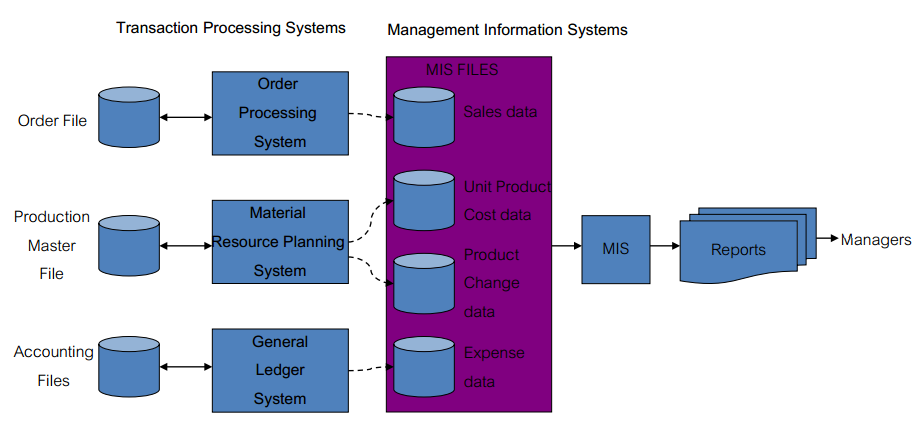 Transaction Processing Systems
Management Information Systems
MIS FILES
Order File
Order
Processing
System
Sales data
Production
Master
File
Material
Resource Planning
System
Unit Product
Cost data
Product
Change
data
MIS
Reports
Managers
Accounting
Files
General
Ledger
System
Expense
data